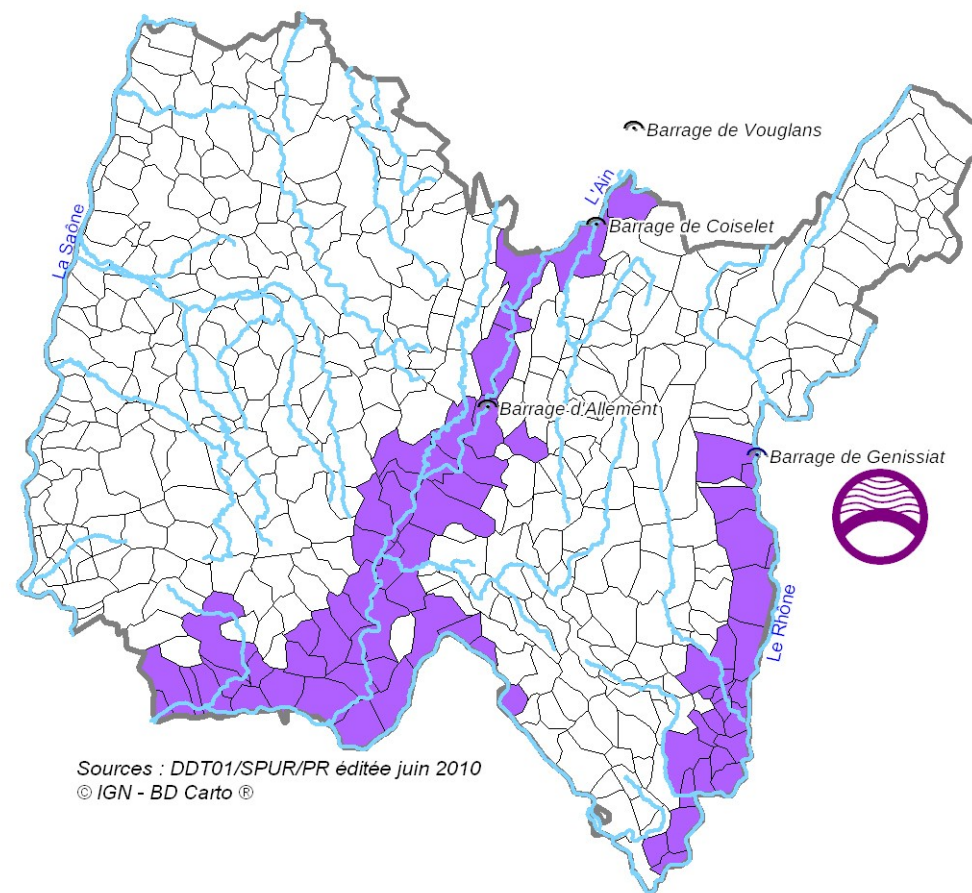 Barrage de Vouglans
L'Ain
Barrage de Coiselet
La Saône
Barrage d'Allement
Barrage de Genissiat
Le Rhône
Sources : DDT01/SPUR/PR éditée juin 2010
© IGN - BD Carto ®